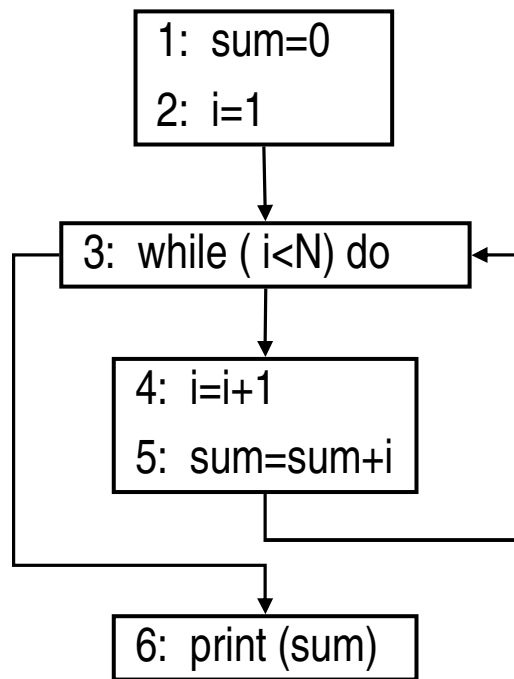 1: sum=0
2: i=1
3: while ( i<N) do
4: i=i+1
5: sum=sum+i
6: print (sum)